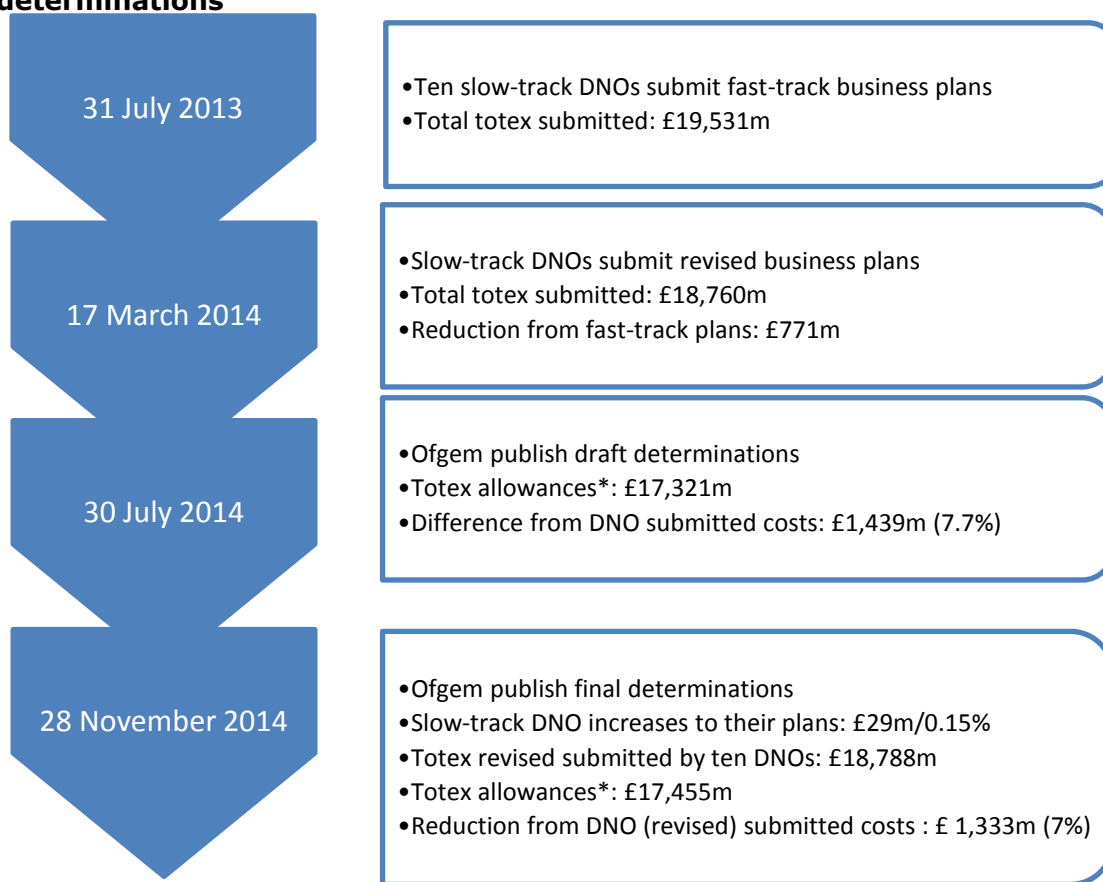 determinations
31 July 2013
•Ten slow-track DNOs submit fast-track business plans
•Total totex submitted: £19,531m
17 March 2014
•Slow-track DNOs submit revised business plans
•Total totex submitted: £18,760m
•Reduction from fast-track plans: £771m
30 July 2014
•Ofgem publish draft determinations
•Totex allowances*: £17,321m
•Difference from DNO submitted costs: £1,439m (7.7%)
28 November 2014
•Ofgem publish final determinations
•Slow-track DNO increases to their plans: £29m/0.15%
•Totex revised submitted by ten DNOs: £18,788m
•Totex allowances*: £17,455m
•Reduction from DNO (revised) submitted costs : £ 1,333m (7%)